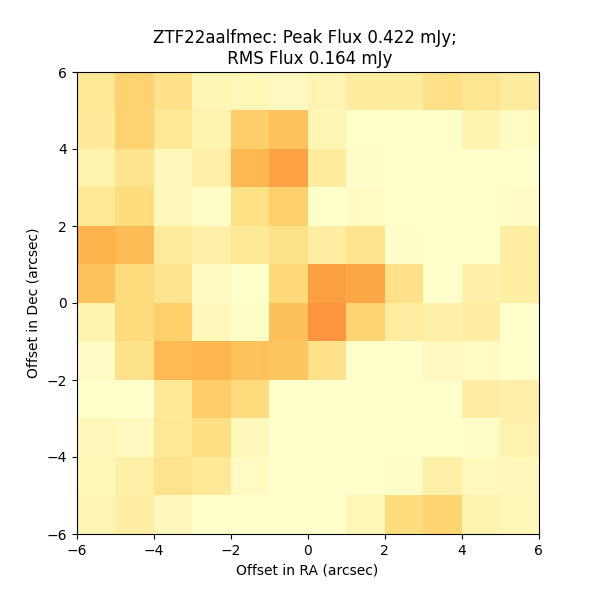 ZTF22aalfmec: Peak Flux 0.422 mJy;
RMS Flux 0.164 mJy
6
4
2
0
−2
−4
−6
Offset in Dec (arcsec)
−6 −4 −2 0 2 4 6
Offset in RA (arcsec)